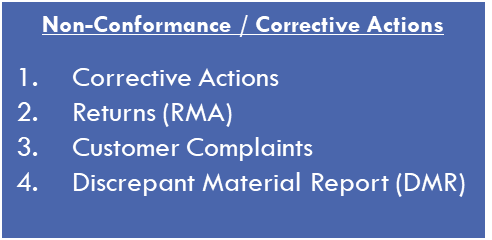 Non-Conformance / Corrective Actions
1. Corrective Actions
2. Returns (RMA)
3. Customer Complaints
4. Discrepant Material Report (DMR)